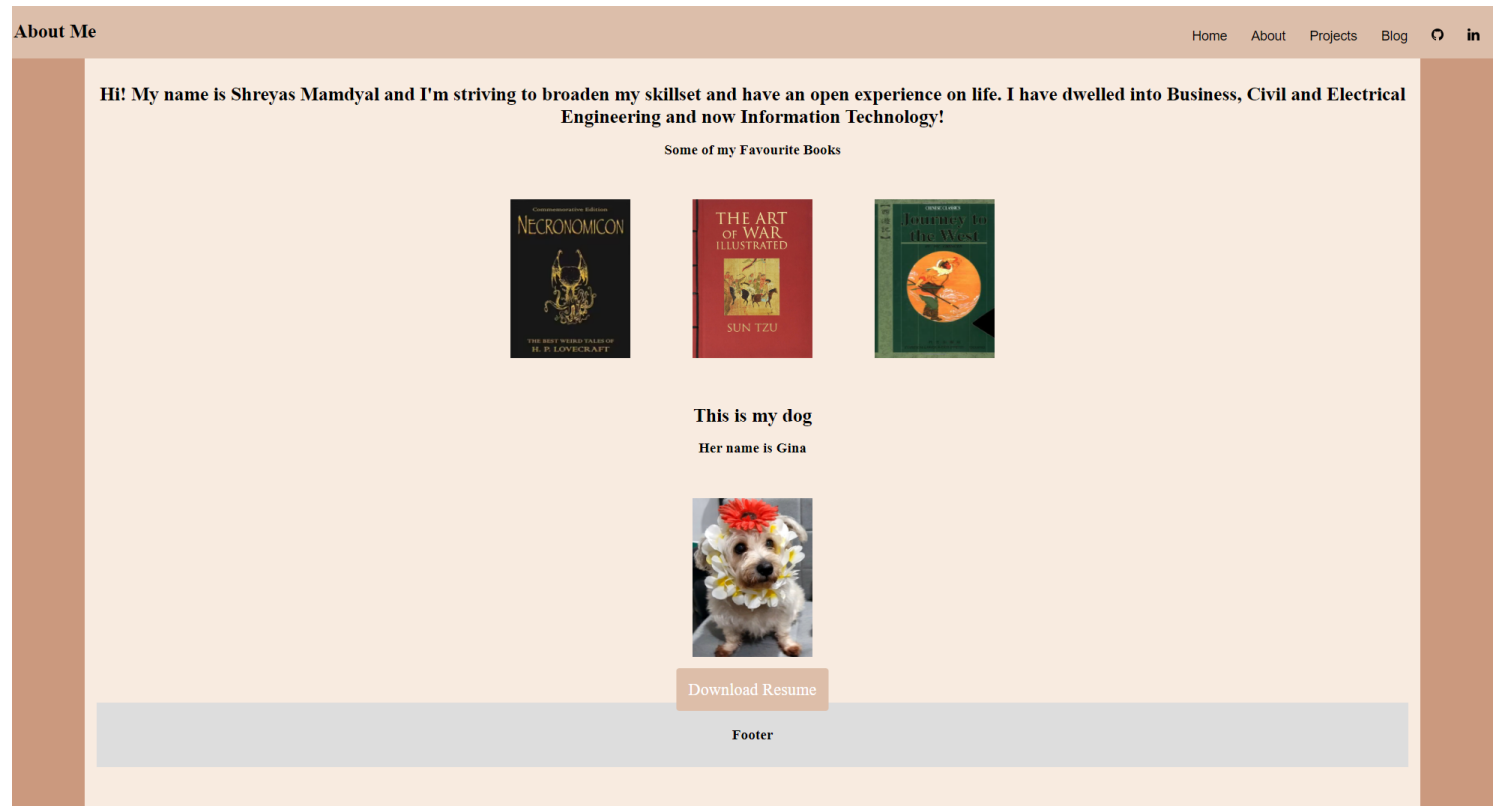 About Me
Home About Projects Blog in
Hi! My name is Shreyas Mamdyal and I'm striving to broaden my skillset and have an open experience on life. I have dwelled into Business, Civil and Electrical
Engineering and now Information Technology!
Some of my Favourite Books
Commemorative Edition
NECRONOMICON
THE BEST WEIRD TALES OF
H. P. LOVECRAFT
THE ART
OF WAR
ILLUSTRATED
SUN TZU
CHINESE CLASSICS
Journey to
the West
This is my dog
Her name is Gina
Download Resume
Footer